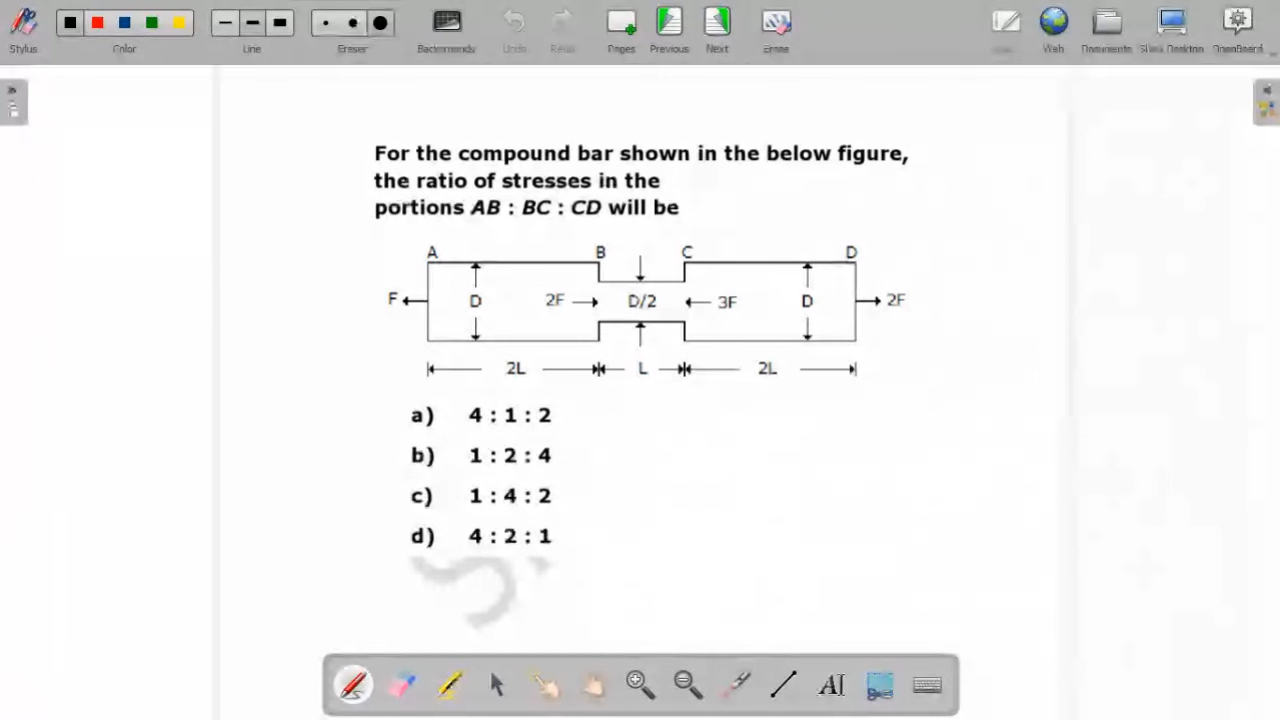 Stylus
Color
Line
Eraser
Backgrounds
Undo
Redo
Pages
Previous
Next
Erase
Web
Documents
Show Desktop
OpenBoard
For the compound bar shown in the below figure,
the ratio of stresses in the
portions AB : BC : CD will be
A B C D
F D 2F D/2 3F D 2F
2L L 2L
a) 4 : 1 : 2
b) 1 : 2 : 4
c) 1 : 4 : 2
d) 4 : 2 : 1
AI